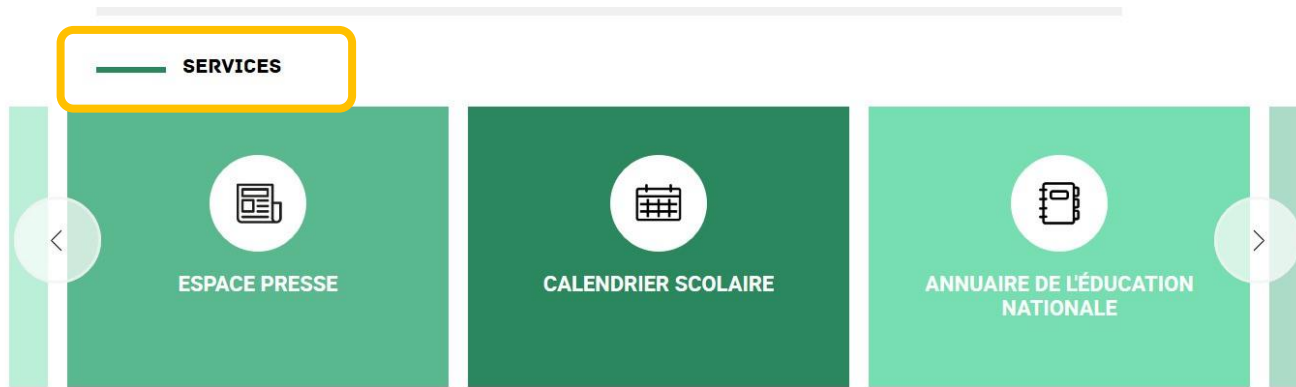 SERVICES
ESPACE PRESSE
CALENDRIER SCOLAIRE
ANNUAIRE DE L'ÉDUCATION
NATIONALE